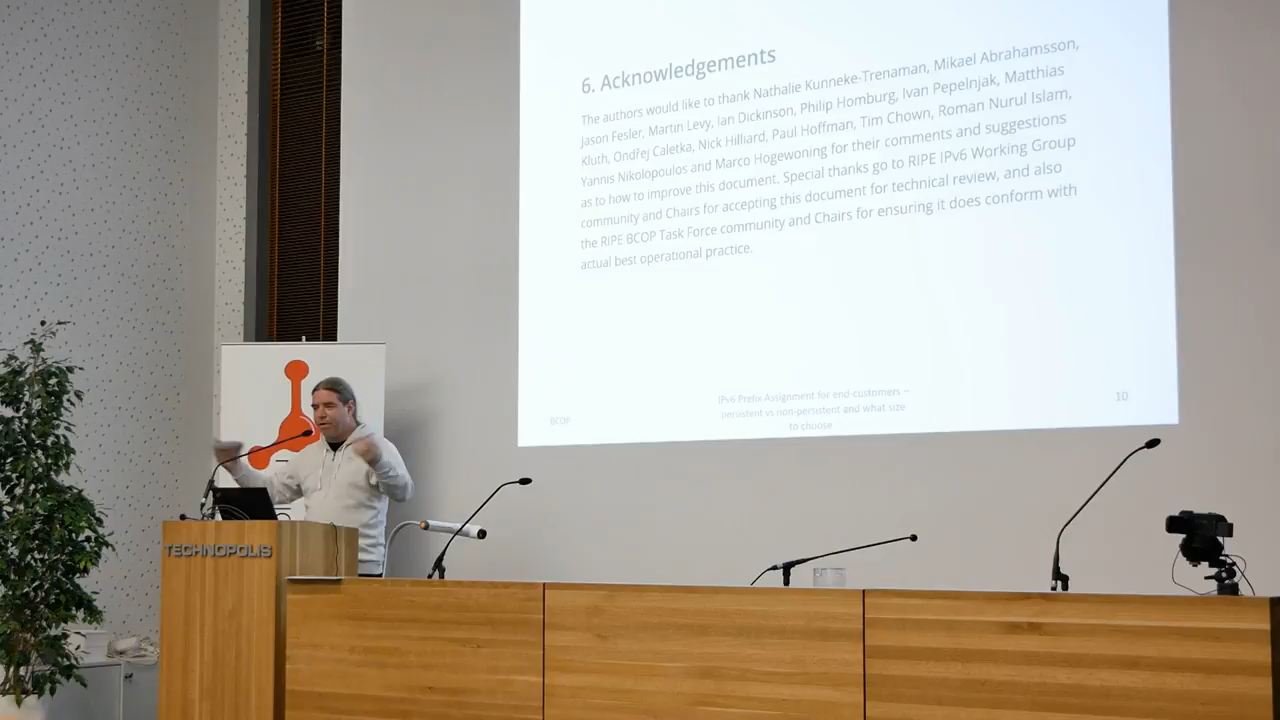 6. Acknowledgements
The authors would like to thank Nathalie Kunneke-Trenaman, Mikael Abrahamsson,
Jason Fesler, Martin Levy, Ian Dickinson, Philip Homburg, Ivan Pepelnjak, Matthias
Kluth, Ondřej Caletka, Nick Hilliard, Paul Hoffman, Tim Chown, Roman Nurul Islam,
Yannis Nikolopoulos and Marco Hogewoning for their comments and suggestions
as to how to improve this document. Special thanks go to RIPE IPv6 Working Group
community and Chairs for accepting this document for technical review, and also
the RIPE BCOP Task Force community and Chairs for ensuring it does conform with
actual best operational practice.
BCOP
IPv6 Prefix Assignment for end-customers –
persistent vs non-persistent and what size
to choose
10
TECHNOPOLIS